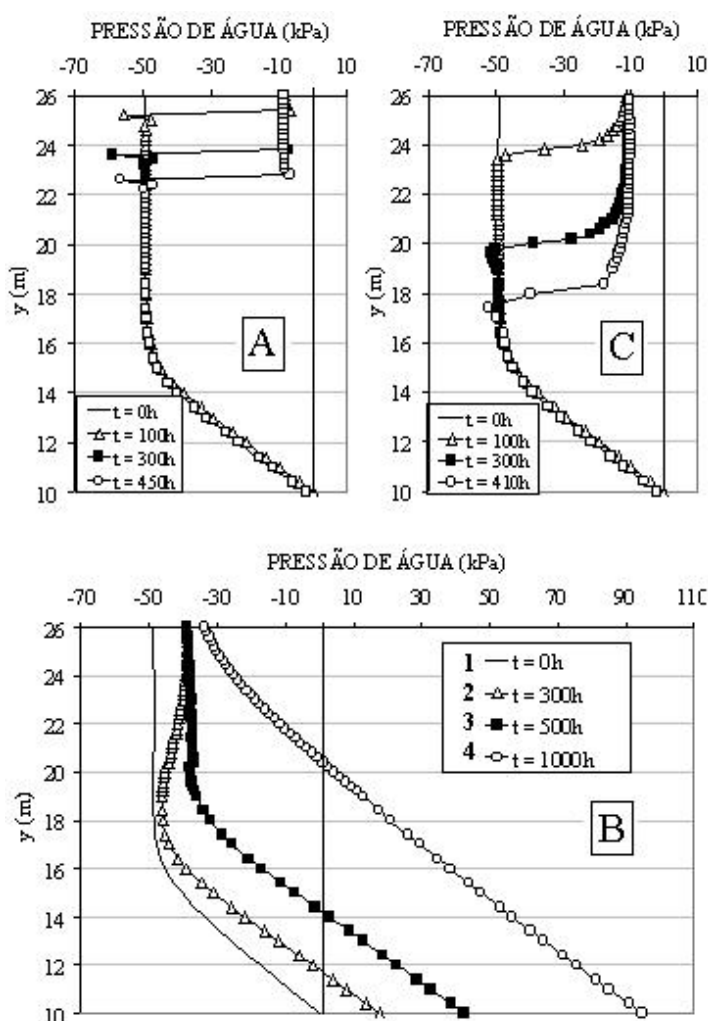 PRESSÃO DE ÁGUA (kPa)
-70 -50 -30 -10 10
26
24
22
20
18
16
14
12
10
y (m)
A
t = 0h
t = 100h
t = 300h
t = 450h
PRESSÃO DE ÁGUA (kPa)
-70 -50 -30 -10 10
26
24
22
20
18
16
14
12
10
y (m)
C
t = 0h
t = 100h
t = 300h
t = 410h
PRESSÃO DE ÁGUA (kPa)
-70 -50 -30 -10 10 30 50 70 90 110
26
24
22
20
18
16
14
12
10
y (m)
1 t = 0h
2 t = 300h
3 t = 500h
4 t = 1000h
B